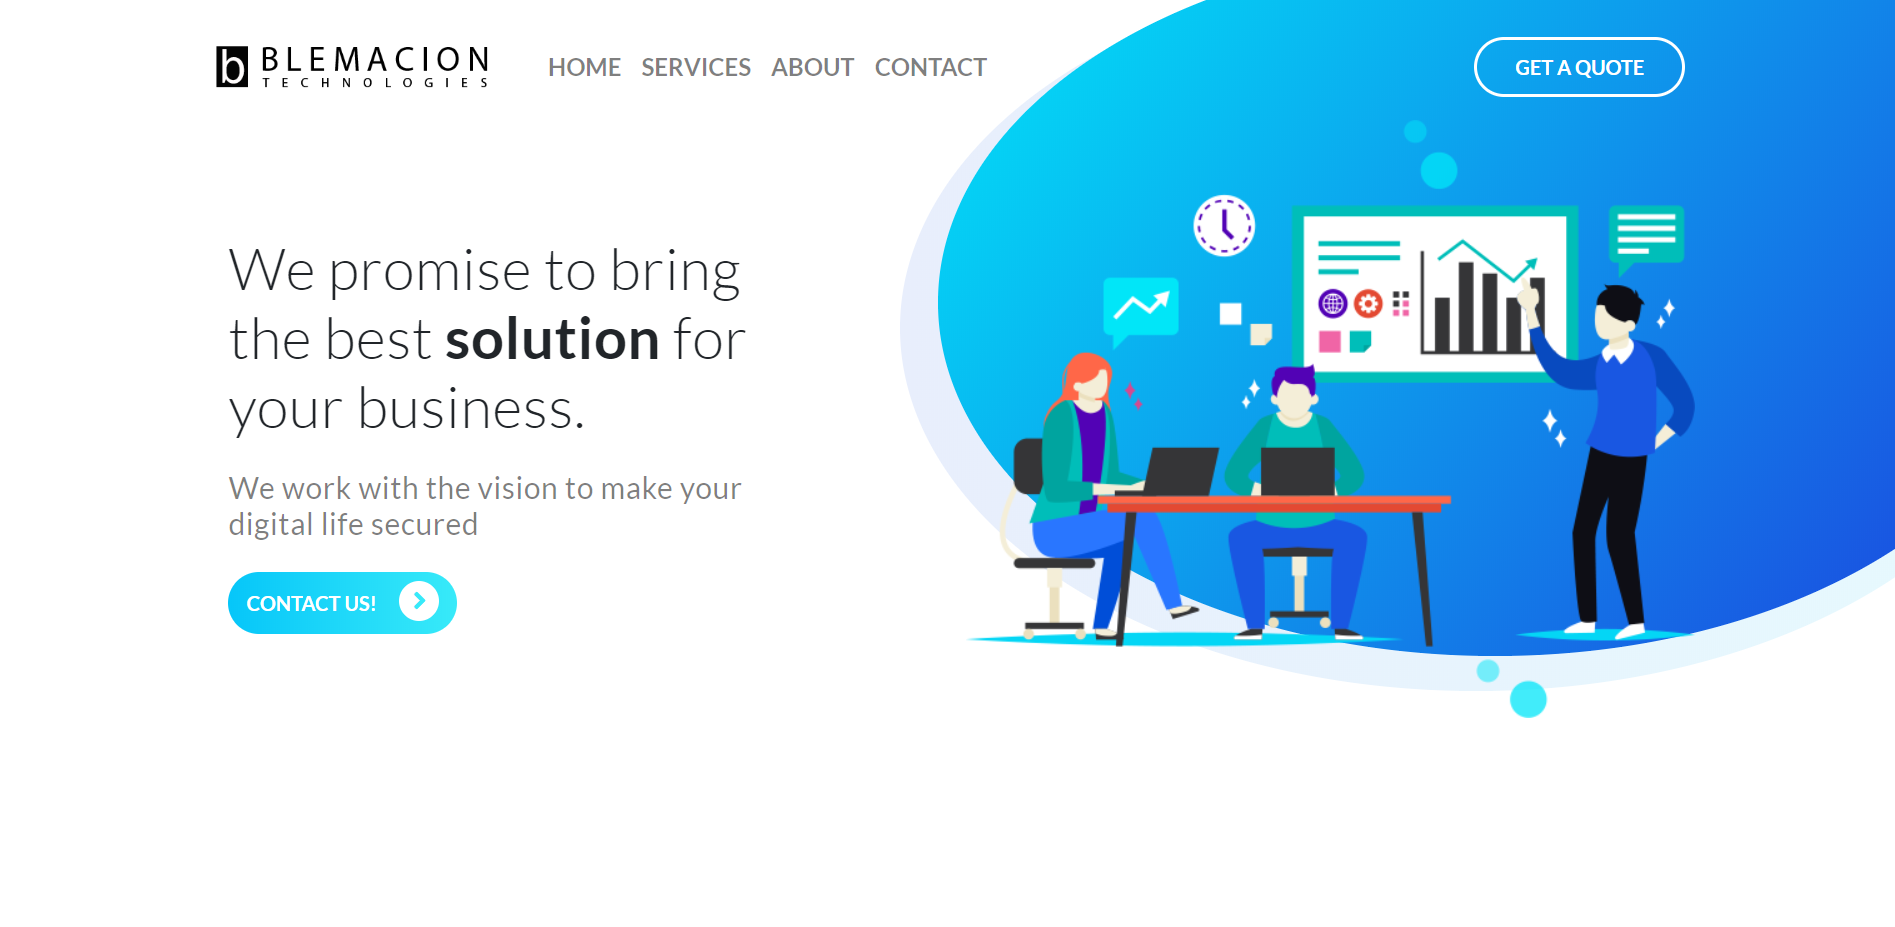 b BLEMACION
TECHNOLOGIES
HOME SERVICES ABOUT CONTACT
GET A QUOTE
We promise to bring
the best solution for
your business.
We work with the vision to make your
digital life secured
CONTACT US!